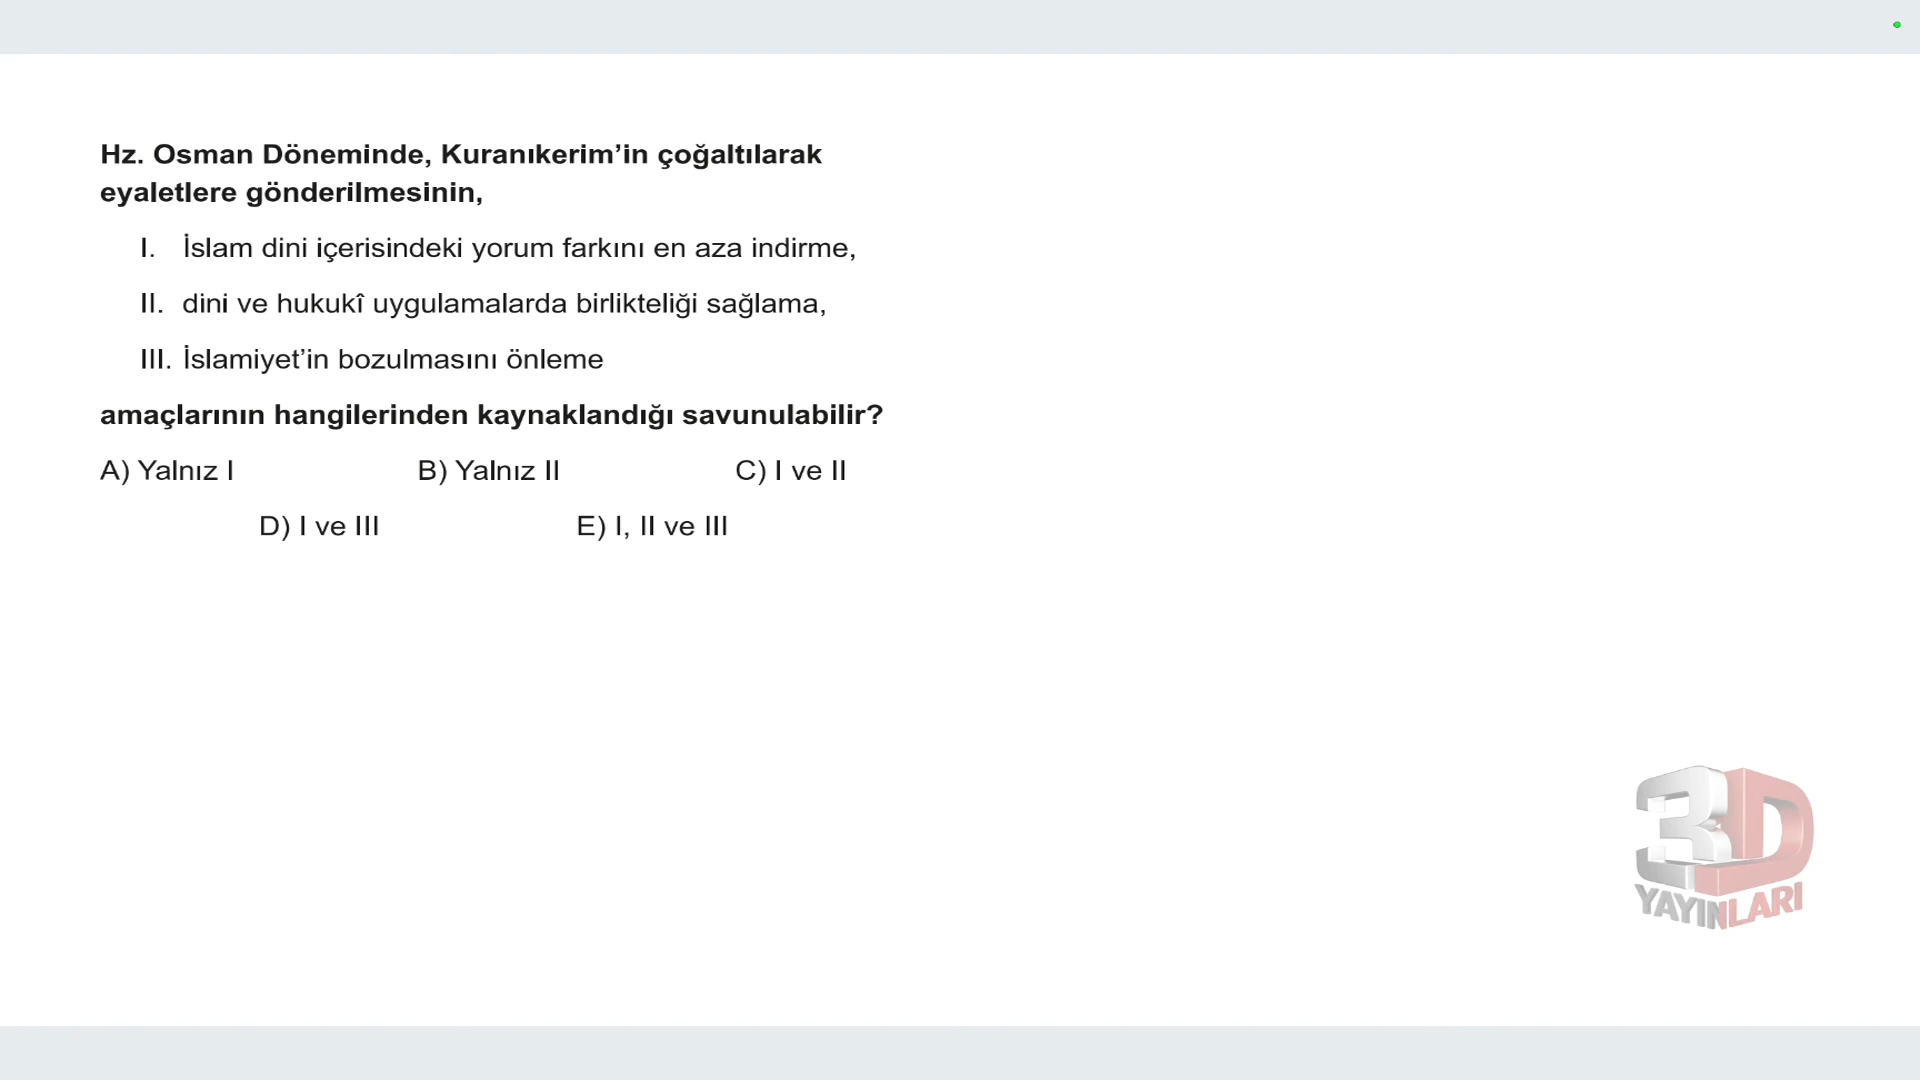 Hz. Osman Döneminde, Kuranıkerim’in çoğaltılarak
eyaletlere gönderilmesinin,
I. İslam dini içerisindeki yorum farkını en aza indirme,
II. dini ve hukukî uygulamalarda birlikteliği sağlama,
III. İslamiyet’in bozulmasını önleme
amaçlarının hangilerinden kaynaklandığı savunulabilir?
A) Yalnız I B) Yalnız II C) I ve II
D) I ve III E) I, II ve III
3D
YAYINLARI